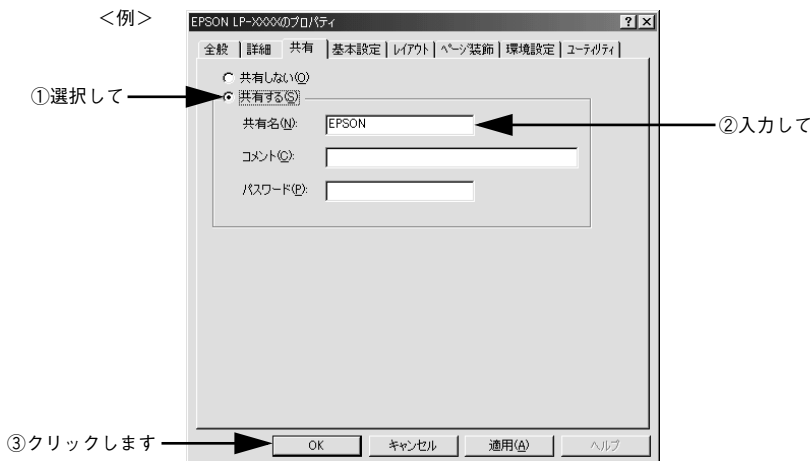 ＜例＞
EPSON LP-XXXXのプロパティ
全般 詳細 共有 基本設定 レイアウト ページ装飾 環境設定 ユーティリティ
共有しない(O)
①選択して
共有する(S)
共有名(N): EPSON
②入力して
コメント(C):
パスワード(P):
③クリックします
OK キャンセル 適用(A) ヘルプ